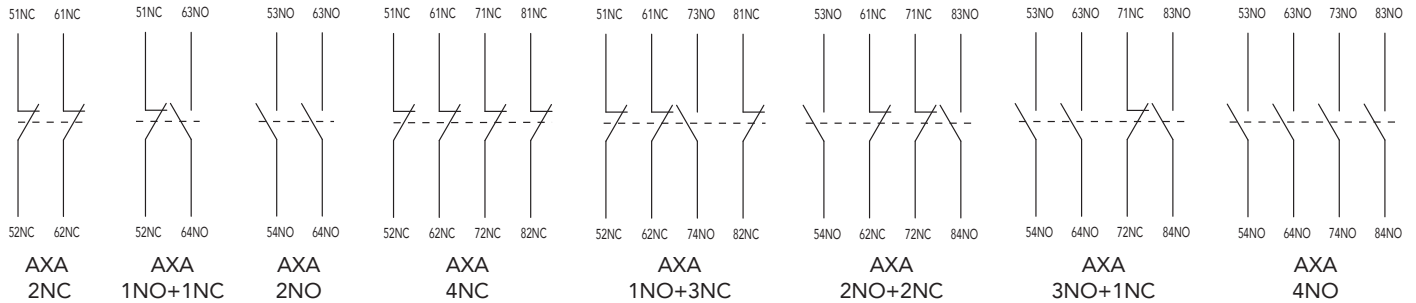 51NC 61NC 51NC 63NO 53NO 63NO 51NC 61NC 71NC 81NC 51NC 61NC 73NO 81NC 53NO 61NC 71NC 83NO 53NO 63NO 71NC 83NO 53NO 63NO 73NO 83NO
52NC 62NC 52NC 64NO 54NO 64NO 52NC 62NC 72NC 82NC 52NC 62NC 74NO 82NC 54NO 62NC 72NC 84NO 54NO 64NO 72NC 84NO 54NO 64NO 74NO 84NO
AXA AXA AXA AXA AXA AXA AXA AXA
2NC 1NO+1NC 2NO 4NC 1NO+3NC 2NO+2NC 3NO+1NC 4NO